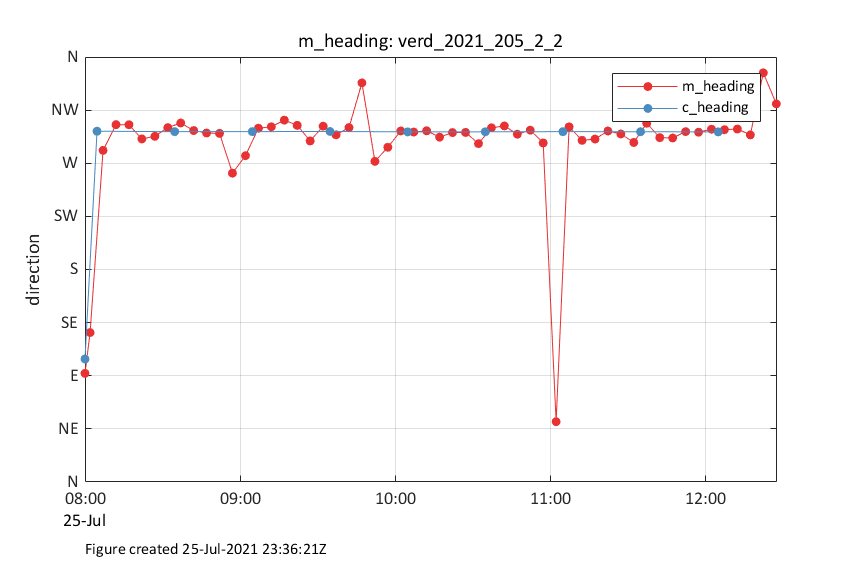 m_heading: verd_2021_205_2_2
N
m_heading
c_heading
NW
W
SW
S
SE
E
NE
N
direction
08:00 09:00 10:00 11:00 12:00
25-Jul
Figure created 25-Jul-2021 23:36:21Z